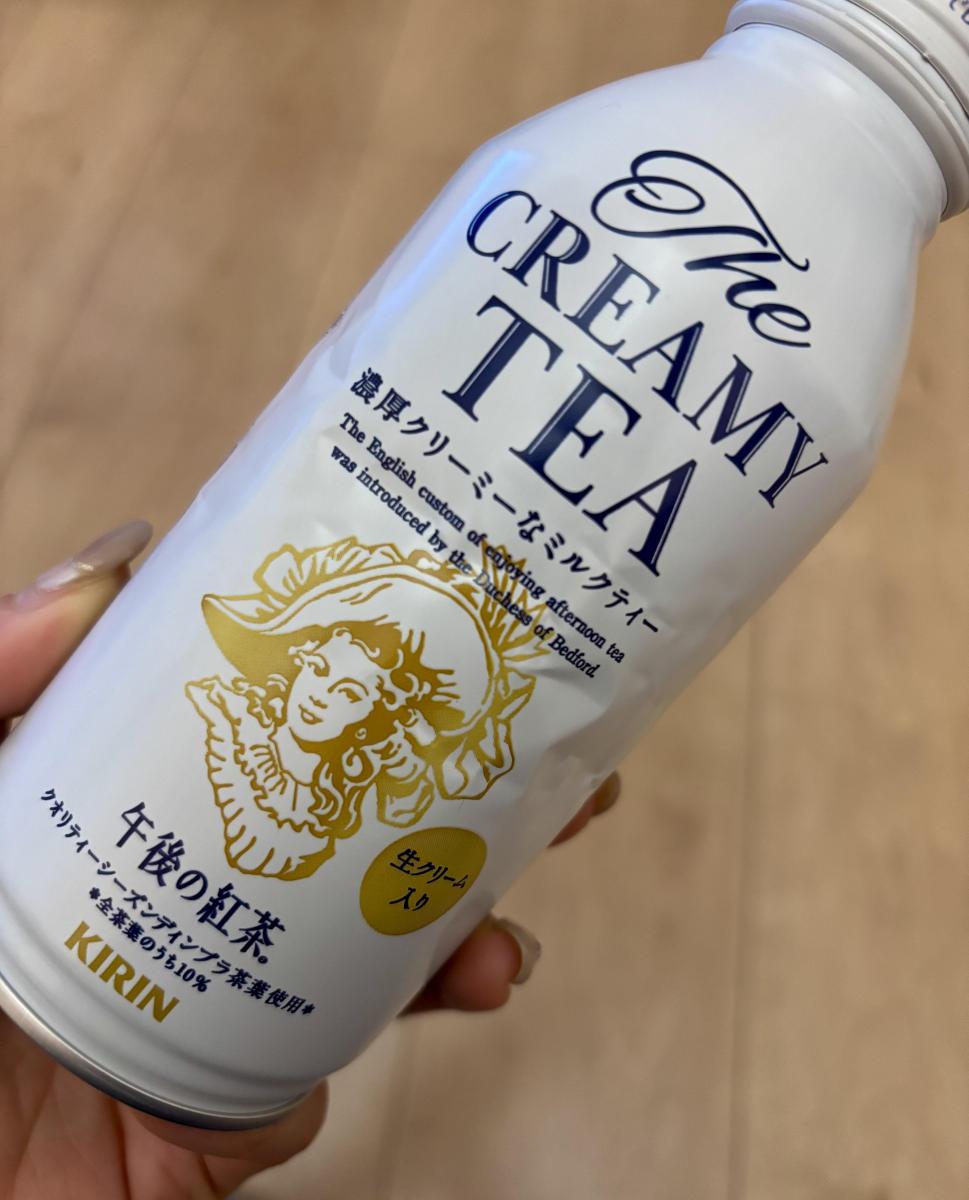 The
CREAMY
TEA
濃厚クリーミーなミルクティー
The English custom of enjoying afternoon tea
was introduced by the Duchess of Bedford.
生クリーム
入り
午後の紅茶。
クオリティーシーズンディンブラ茶葉使用*
*全茶葉のうち10%
KIRIN